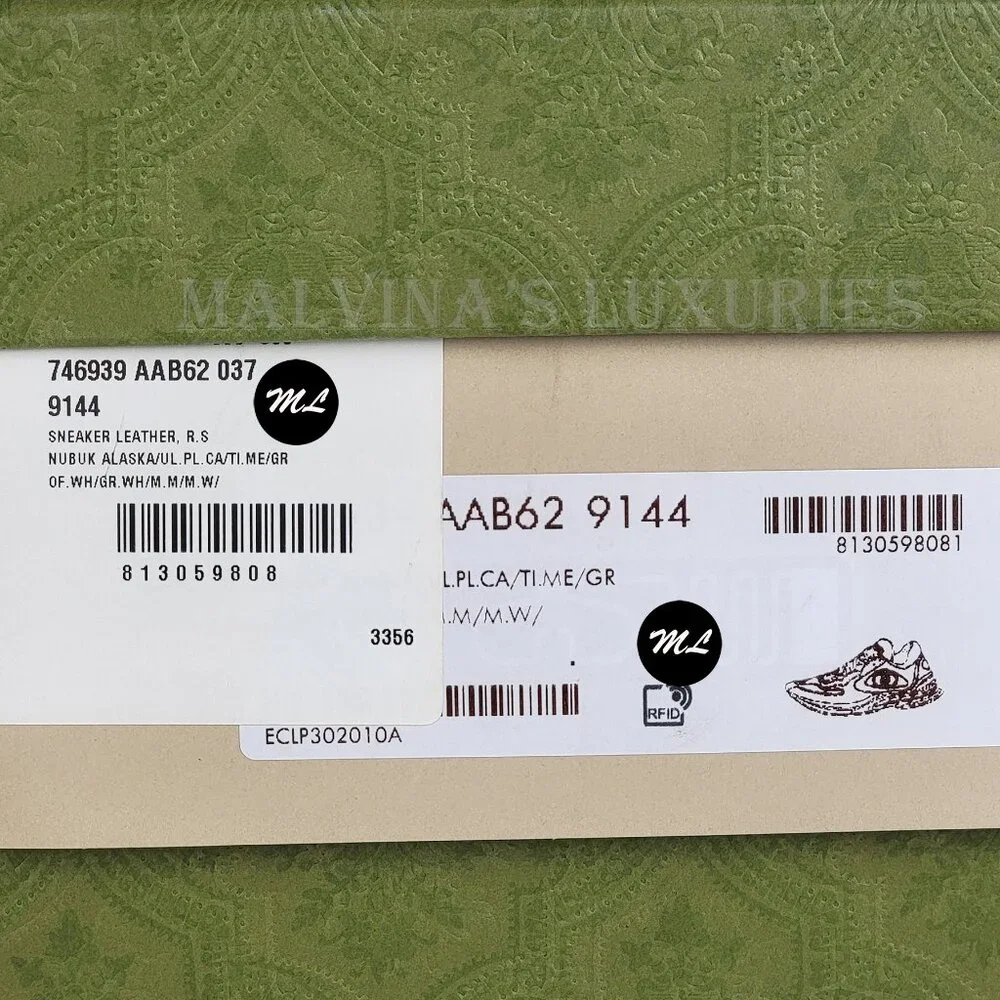 MALVINA'S LUXURIES
746939 AAB62 037
9144
ML
SNEAKER LEATHER, R.S
NUBUK ALASKA/UL.PL.CA/TI.ME/GR
OF.WH/GR.WH/M.M/M.W/
813059808
3356
AAB62 9144
8130598081
L.PL.CA/TI.ME/GR
.M/M.W/
ML
RFID
ECLP302010A